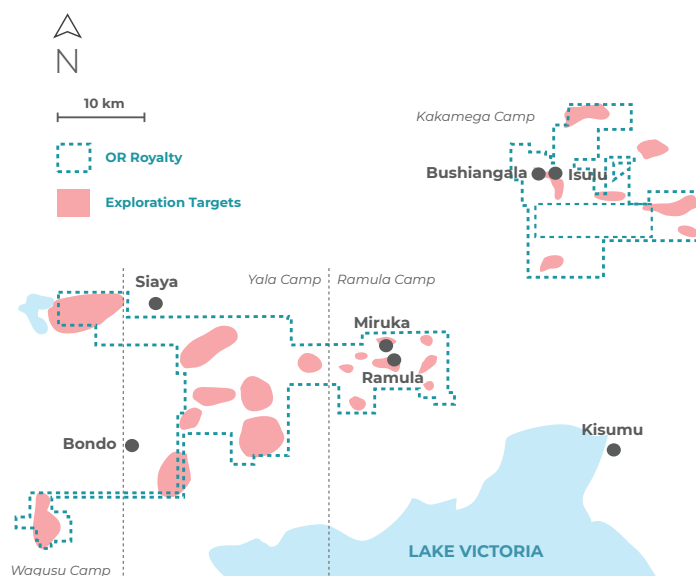 N
10 km
OR Royalty
Exploration Targets
Kakamega Camp
Bushiangala
Isulu
Siaya
Yala Camp
Ramula Camp
Miruka
Ramula
Bondo
Kisumu
LAKE VICTORIA
Wagusu Camp